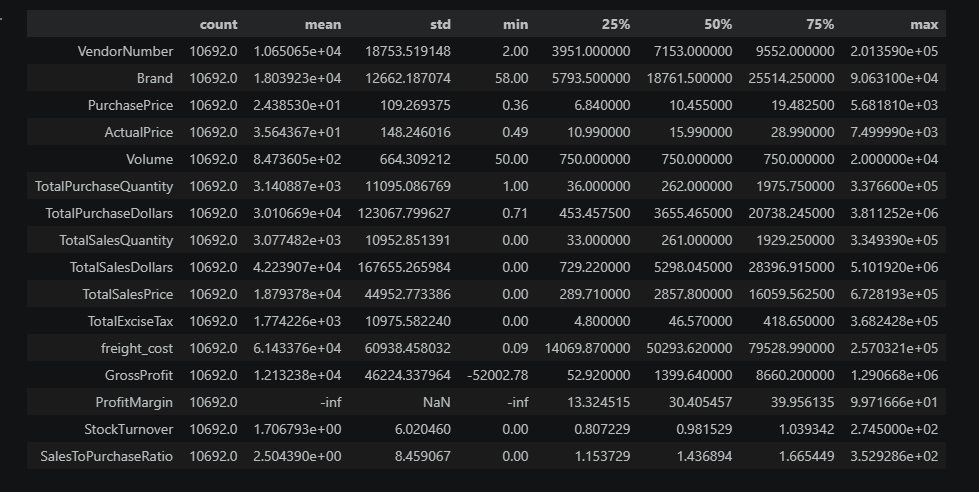 count mean std min 25% 50% 75% max
VendorNumber 10692.0 1.065065e+04 18753.519148 2.00 3951.000000 7153.000000 9552.000000 2.013590e+05
Brand 10692.0 1.803923e+04 12662.187074 58.00 5793.500000 18761.500000 25514.250000 9.063100e+04
PurchasePrice 10692.0 2.438530e+01 109.269375 0.36 6.840000 10.455000 19.482500 5.681810e+03
ActualPrice 10692.0 3.564367e+01 148.246016 0.49 10.990000 15.990000 28.990000 7.499990e+03
Volume 10692.0 8.473605e+02 664.309212 50.00 750.000000 750.000000 750.000000 2.000000e+04
TotalPurchaseQuantity 10692.0 3.140887e+03 11095.086769 1.00 36.000000 262.000000 1975.750000 3.376600e+05
TotalPurchaseDollars 10692.0 3.010669e+04 123067.799627 0.71 453.457500 3655.465000 20738.245000 3.811252e+06
TotalSalesQuantity 10692.0 3.077482e+03 10952.851391 0.00 33.000000 261.000000 1929.250000 3.349390e+05
TotalSalesDollars 10692.0 4.223907e+04 167655.265984 0.00 729.220000 5298.045000 28396.915000 5.101920e+06
TotalSalesPrice 10692.0 1.879378e+04 44952.773386 0.00 289.710000 2857.800000 16059.562500 6.728193e+05
TotalExciseTax 10692.0 1.774226e+03 10975.582240 0.00 4.800000 46.570000 418.650000 3.682428e+05
freight_cost 10692.0 6.143376e+04 60938.458032 0.09 14069.870000 50293.620000 79528.990000 2.570321e+05
GrossProfit 10692.0 1.213238e+04 46224.337964 -52002.78 52.920000 1399.640000 8660.200000 1.290668e+06
ProfitMargin 10692.0 -inf NaN -inf 13.324515 30.405457 39.956135 9.971666e+01
StockTurnover 10692.0 1.706793e+00 6.020460 0.00 0.807229 0.981529 1.039342 2.745000e+02
SalesToPurchaseRatio 10692.0 2.504390e+00 8.459067 0.00 1.153729 1.436894 1.665449 3.529286e+02